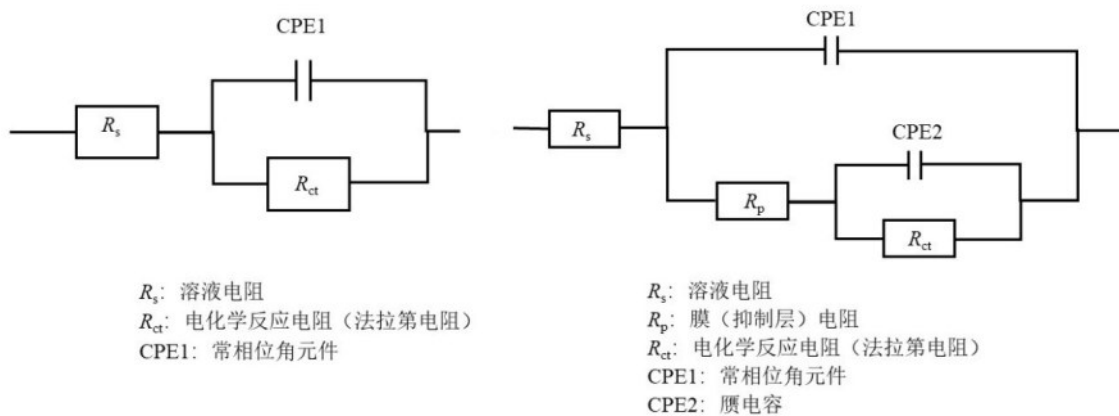 CPE1
Rs
Rct
Rs: 溶液电阻
Rct: 电化学反应电阻（法拉第电阻）
CPE1: 常相位角元件
CPE1
Rs
CPE2
Rp
Rct
Rs: 溶液电阻
Rp: 膜（抑制层）电阻
Rct: 电化学反应电阻（法拉第电阻）
CPE1: 常相位角元件
CPE2: 赝电容